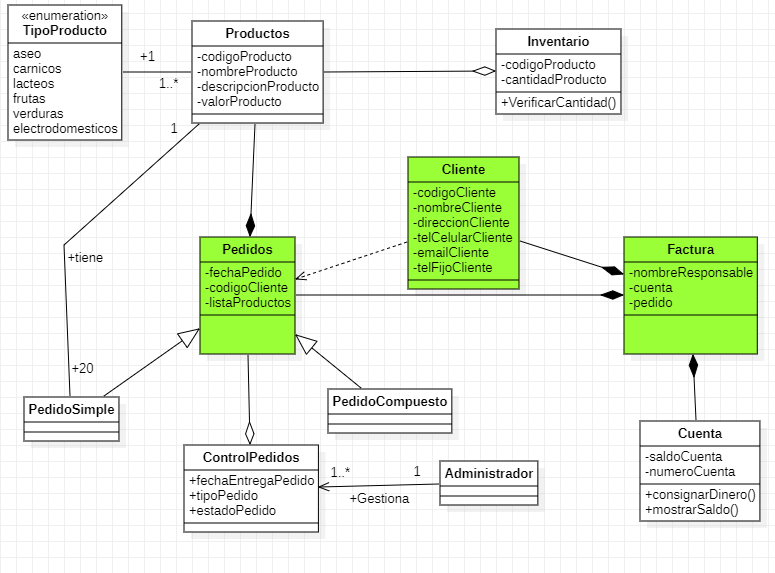 «enumeration»
TipoProducto
aseo
carnicos
lacteos
frutas
verduras
electrodomesticos
+1
1..*
Productos
-codigoProducto
-nombreProducto
-descripcionProducto
-valorProducto
Inventario
-codigoProducto
-cantidadProducto
+VerificarCantidad()
1
+tiene
+20
Cliente
-codigoCliente
-nombreCliente
-direccionCliente
-telCelularCliente
-emailCliente
-telFijoCliente
Pedidos
-fechaPedido
-codigoCliente
-listaProductos
Factura
-nombreResponsable
-cuenta
-pedido
PedidoSimple
PedidoCompuesto
ControlPedidos
+fechaEntregaPedido
+tipoPedido
+estadoPedido
1..*
1
+Gestiona
Administrador
Cuenta
-saldoCuenta
-numeroCuenta
+consignarDinero()
+mostrarSaldo()